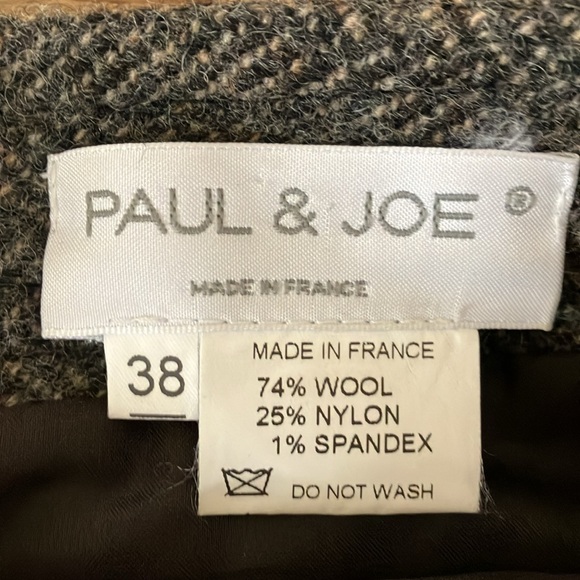 PAUL & JOE ®
MADE IN FRANCE
38
MADE IN FRANCE
74% WOOL
25% NYLON
1% SPANDEX
DO NOT WASH